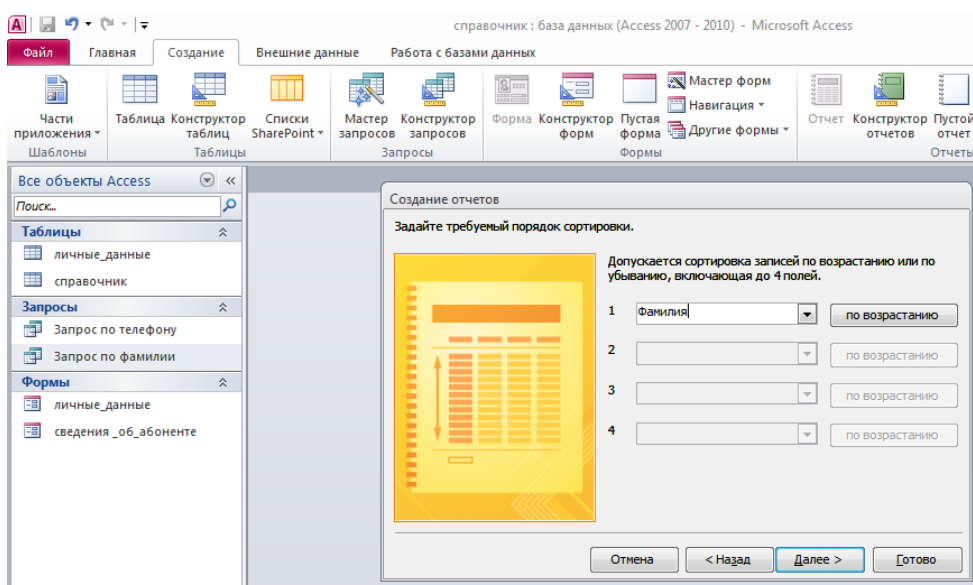 справочник : база данных (Access 2007 - 2010) - Microsoft Access
Файл Главная Создание Внешние данные Работа с базами данных
Части приложения
Таблица
Конструктор таблиц
Списки SharePoint
Мастер запросов
Конструктор запросов
Форма
Конструктор форм
Пустая форма
Мастер форм
Навигация
Другие формы
Отчет
Конструктор отчетов
Пустой отчет
Шаблоны Таблицы Запросы Формы Отчеты
Все объекты Access
Поиск...
Таблицы
личные_данные
справочник
Запросы
Запрос по телефону
Запрос по фамилии
Формы
личные_данные
сведения _об_абоненте
Создание отчетов
Задайте требуемый порядок сортировки.
Допускается сортировка записей по возрастанию или по
убыванию, включающая до 4 полей.
1 Фамилия по возрастанию
2 по возрастанию
3 по возрастанию
4 по возрастанию
Отмена < Назад Далее > Готово